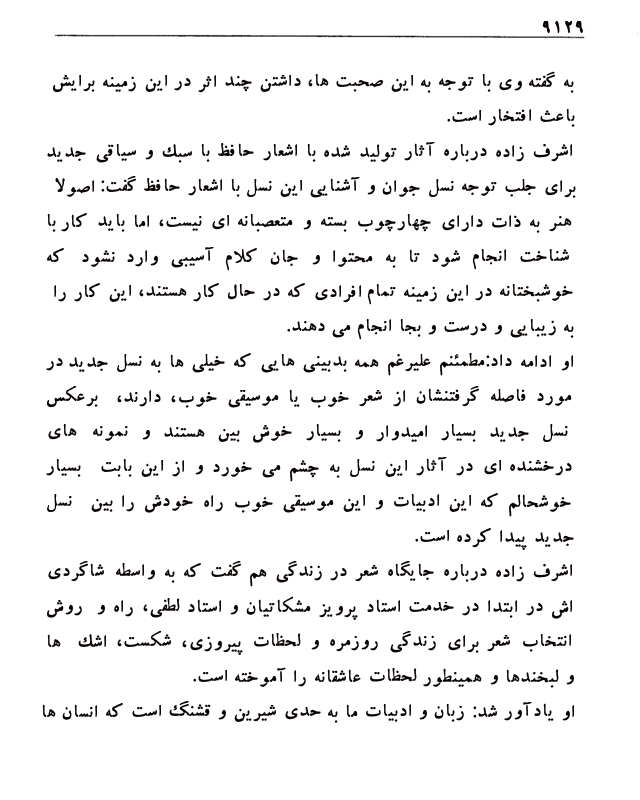 ۹۱۲۹
به گفته وی با توجه به این صحبت ها، داشتن چند اثر در این زمینه برایش
باعث افتخار است.
اشرف زاده درباره آثار تولید شده با اشعار حافظ با سبك و سیاقی جدید
برای جلب توجه نسل جوان و آشنایی این نسل با اشعار حافظ گفت: اصولا
هنر به ذات دارای چهارچوب بسته و متعصبانه ای نیست، اما باید کار با
شناخت انجام شود تا به محتوا و جان کلام آسیبی وارد نشود که
خوشبختانه در این زمینه تمام افرادی که در حال کار هستند، این کار را
به زیبایی و درست و بجا انجام می دهند.
او ادامه داد:مطمئنم علیرغم همه بدبینی هایی که خیلی ها به نسل جدید در
مورد فاصله گرفتنشان از شعر خوب یا موسیقی خوب، دارند، برعکس
نسل جدید بسیار امیدوار و بسیار خوش بین هستند و نمونه های
درخشنده ای در آثار این نسل به چشم می خورد و از این بابت بسیار
خوشحالم که این ادبیات و این موسیقی خوب راه خودش را بین نسل
جدید پیدا کرده است.
اشرف زاده درباره جایگاه شعر در زندگی هم گفت که به واسطه شاگردی
اش در ابتدا در خدمت استاد پرویز مشکاتیان و استاد لطفی، راه و روش
انتخاب شعر برای زندگی روزمره و لحظات پیروزی، شکست، اشك ها
و لبخندها و همینطور لحظات عاشقانه را آموخته است.
او یادآور شد: زبان و ادبیات ما به حدی شیرین و قشنگ است که انسان ها